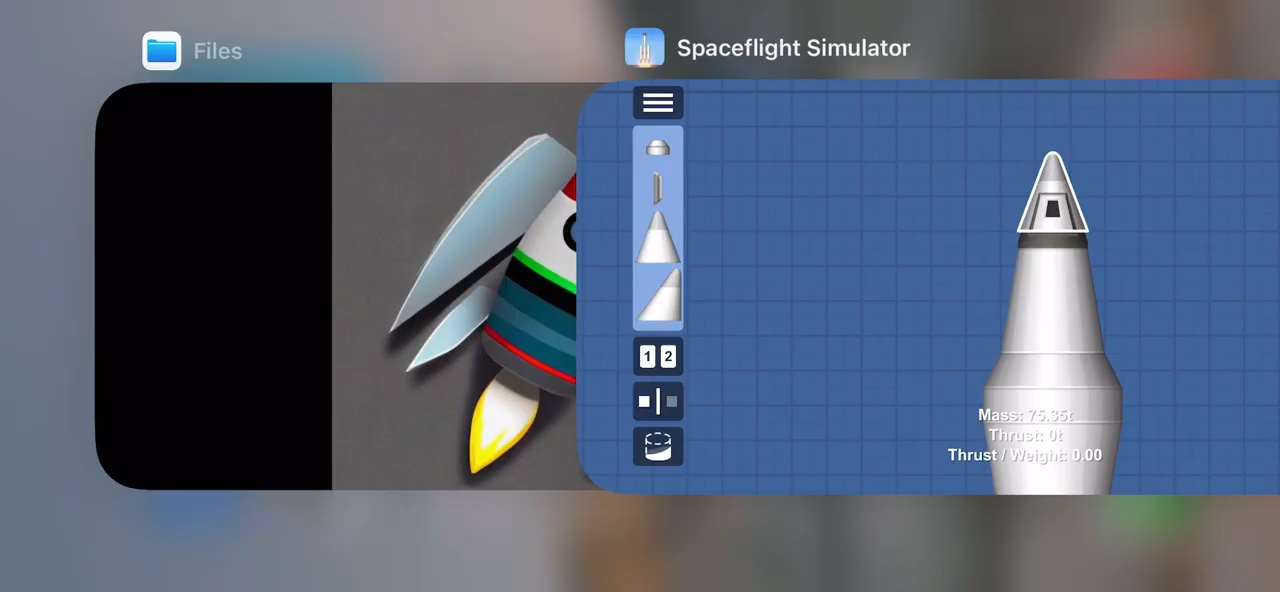 Files
Spaceflight Simulator
1 2
Mass: 75.35t
Thrust: 0t
Thrust / Weight: 0.00